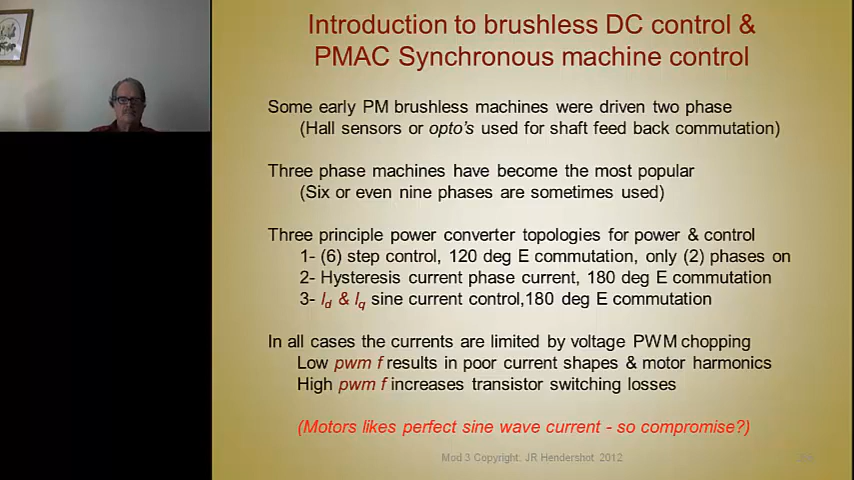 Introduction to brushless DC control &
PMAC Synchronous machine control
Some early PM brushless machines were driven two phase
(Hall sensors or opto's used for shaft feed back commutation)
Three phase machines have become the most popular
(Six or even nine phases are sometimes used)
Three principle power converter topologies for power & control
1- (6) step control, 120 deg E commutation, only (2) phases on
2- Hysteresis current phase current, 180 deg E commutation
3- Id & Iq sine current control,180 deg E commutation
In all cases the currents are limited by voltage PWM chopping
Low pwm f results in poor current shapes & motor harmonics
High pwm f increases transistor switching losses
(Motors likes perfect sine wave current - so compromise?)
Mod 3 Copyright, JR Hendershot 2012